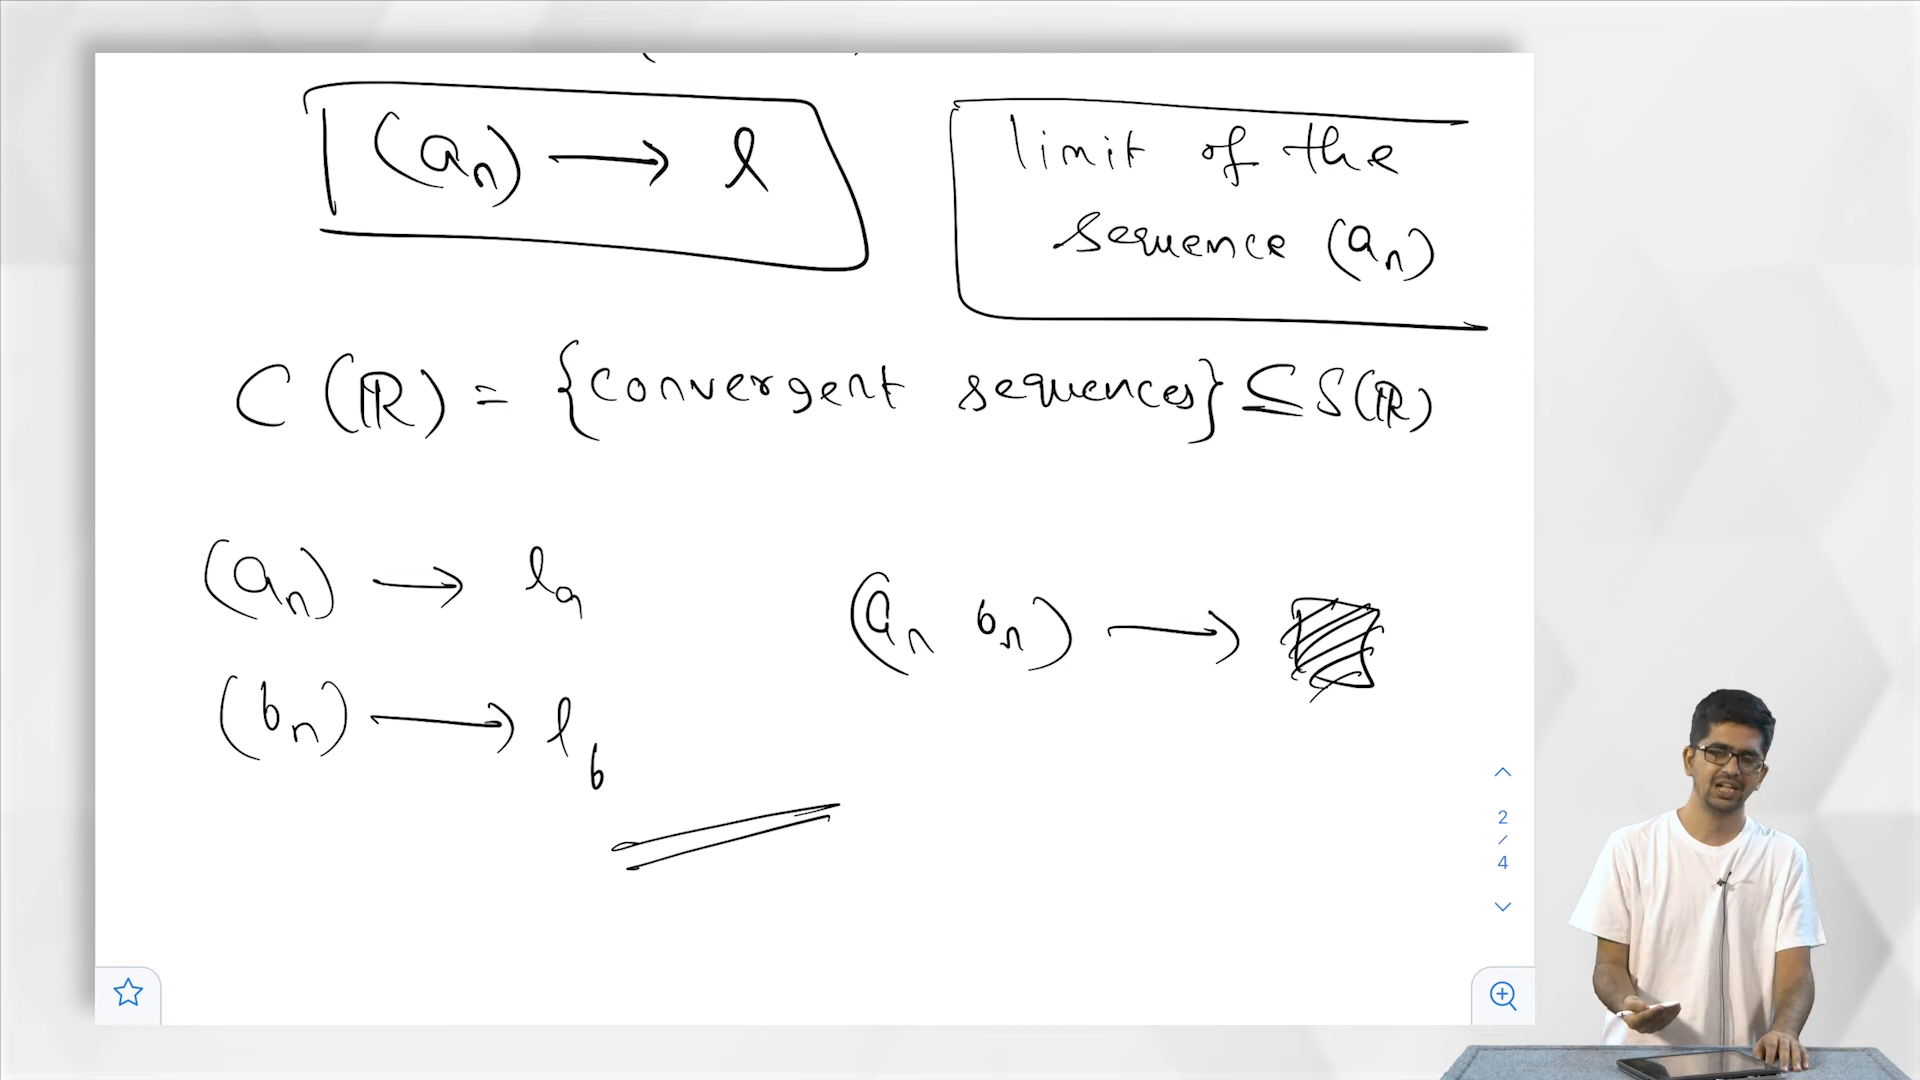 (aₙ) → l
limit of the
sequence (aₙ)
C(ℝ) = {convergent sequences} ⊆ S(ℝ)
(aₙ) → lₐ
(aₙ bₙ) →
(bₙ) → l_b
2
/
4